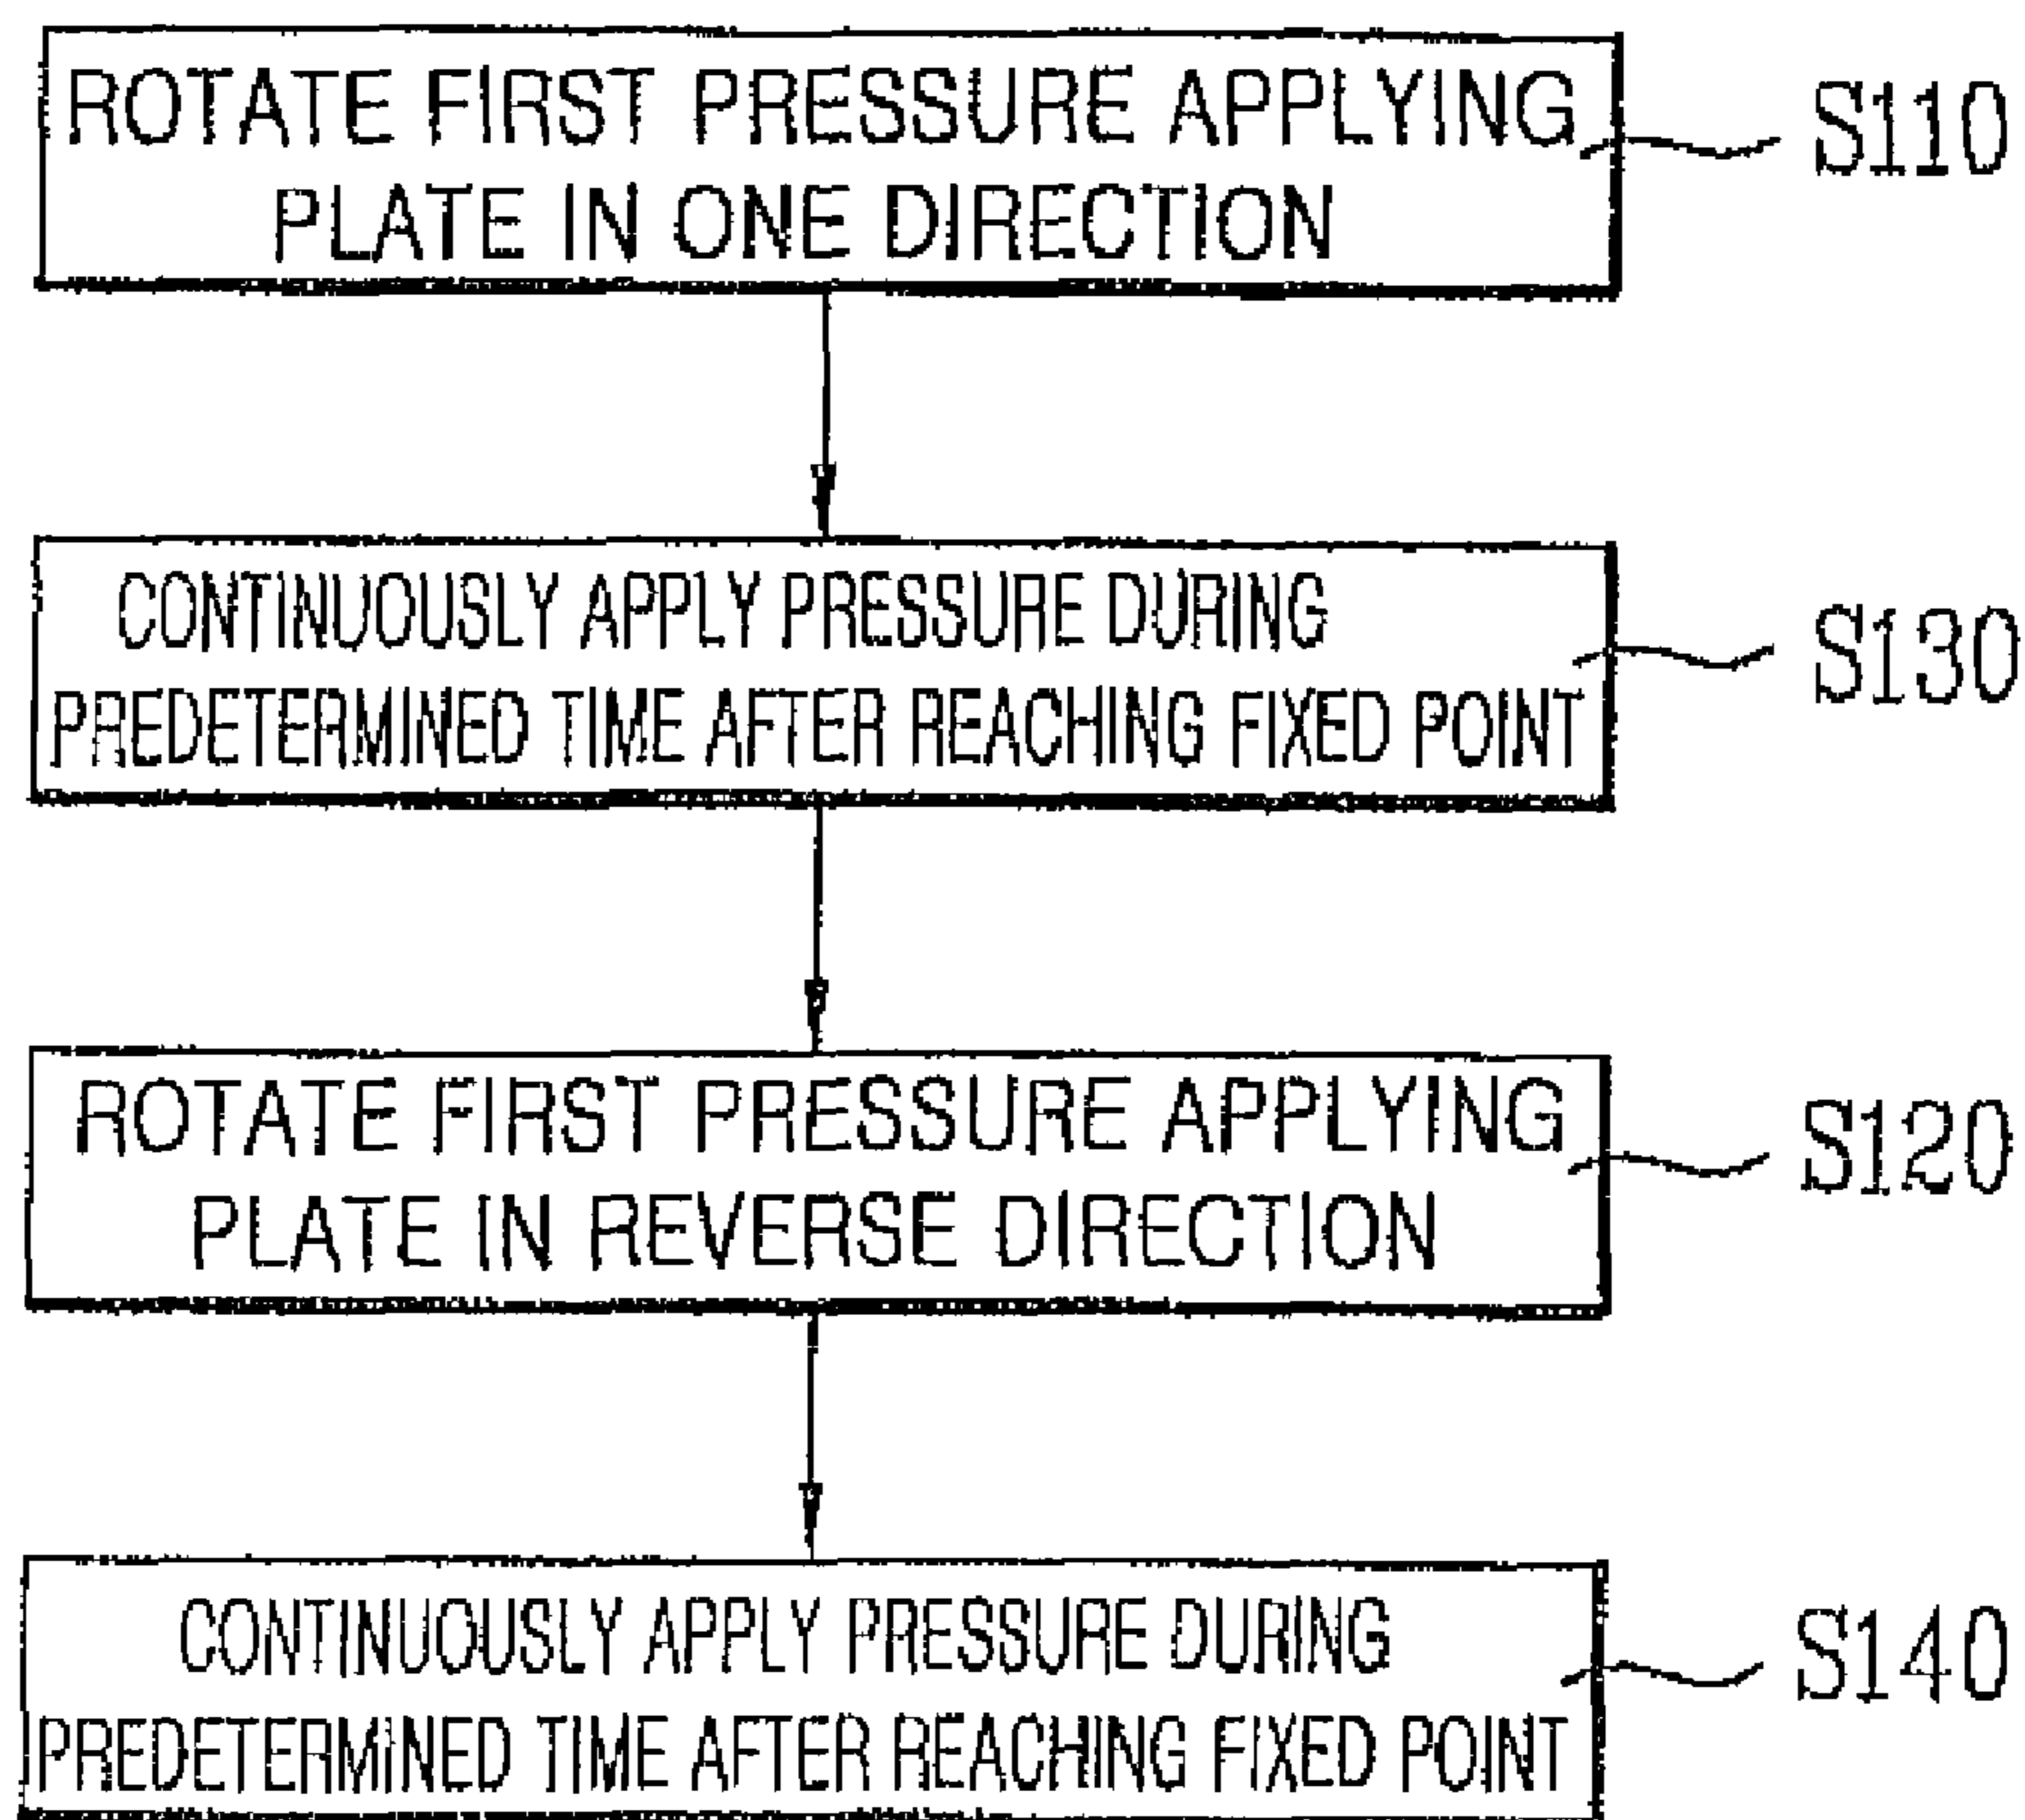 ROTATE FIRST PRESSURE APPLYING
PLATE IN ONE DIRECTION
S110
CONTINUOUSLY APPLY PRESSURE DURING
PREDETERMINED TIME AFTER REACHING FIXED POINT
S130
ROTATE FIRST PRESSURE APPLYING
PLATE IN REVERSE DIRECTION
S120
CONTINUOUSLY APPLY PRESSURE DURING
PREDETERMINED TIME AFTER REACHING FIXED POINT
S140